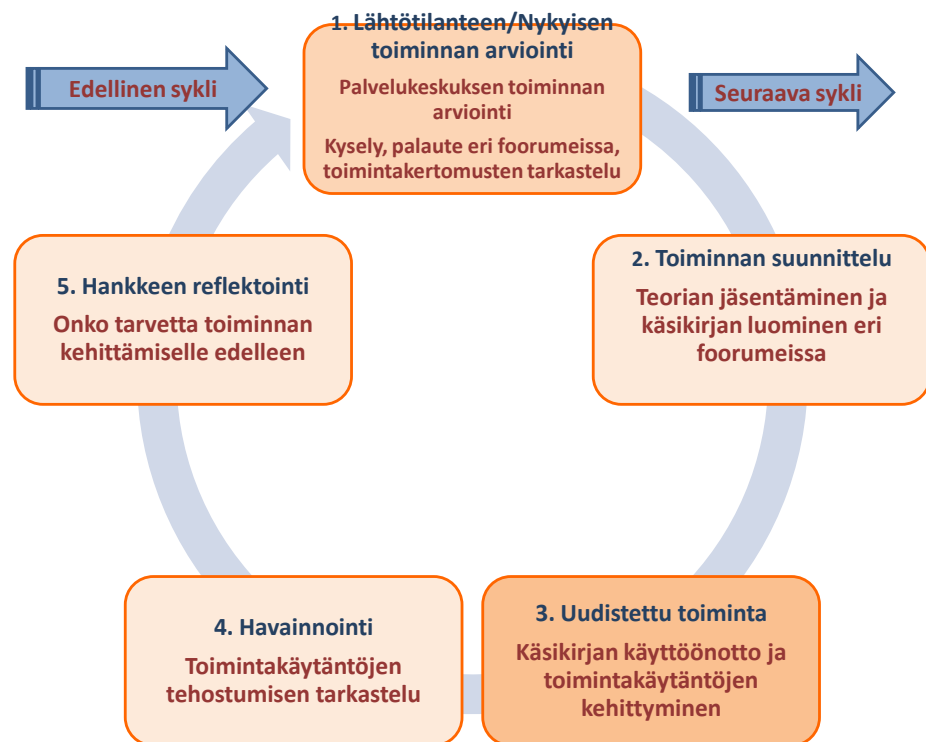 1. Lähtötilanteen/Nykyisen
toiminnan arviointi
Palvelukeskuksen toiminnan
arviointi
Kysely, palaute eri foorumeissa,
toimintakertomusten tarkastelu
Edellinen sykli
Seuraava sykli
2. Toiminnan suunnittelu
Teorian jäsentäminen ja
käsikirjan luominen eri
foorumeissa
3. Uudistettu toiminta
Käsikirjan käyttöönotto ja
toimintakäytäntöjen
kehittyminen
4. Havainnointi
Toimintakäytäntöjen
tehostumisen tarkastelu
5. Hankkeen reflektointi
Onko tarvetta toiminnan
kehittämiselle edelleen